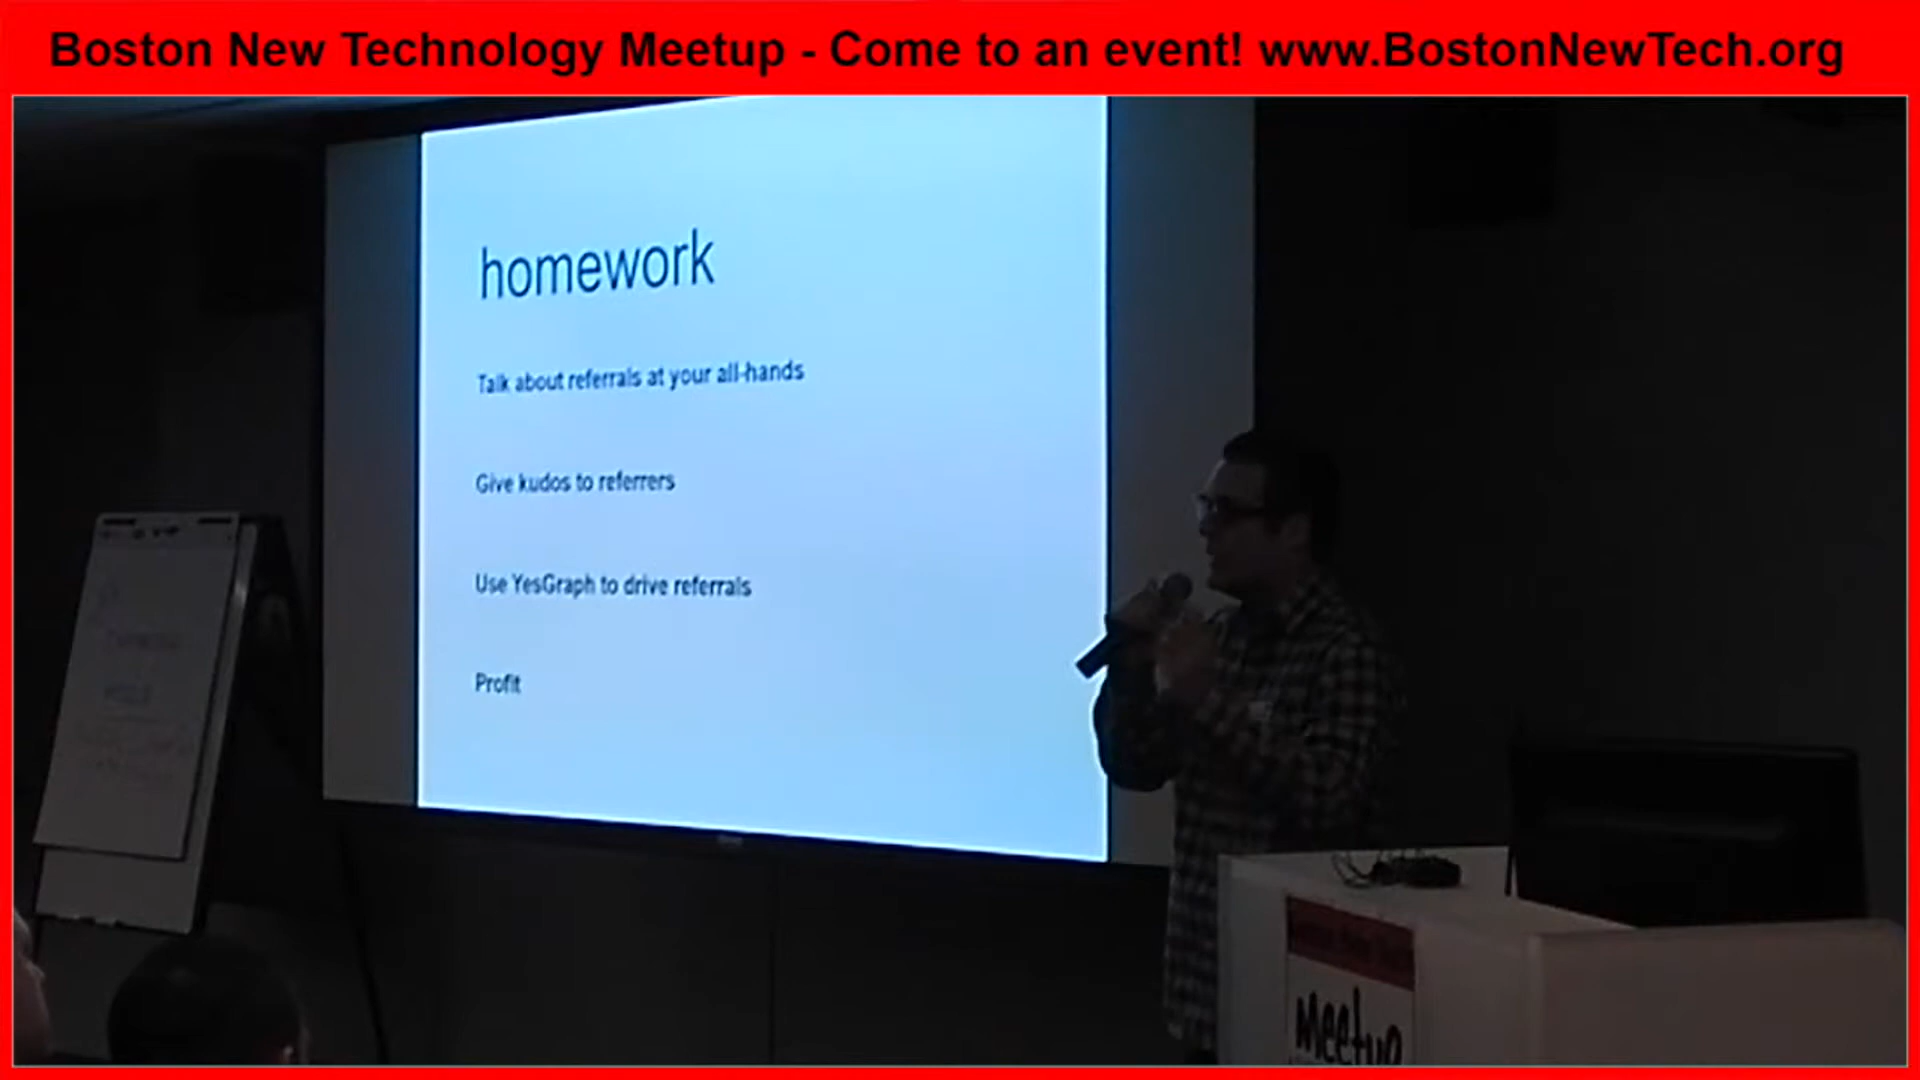 Boston New Technology Meetup - Come to an event! www.BostonNewTech.org
homework
Talk about referrals at your all-hands
Give kudos to referrers
Use YesGraph to drive referrals
Profit
Meetup